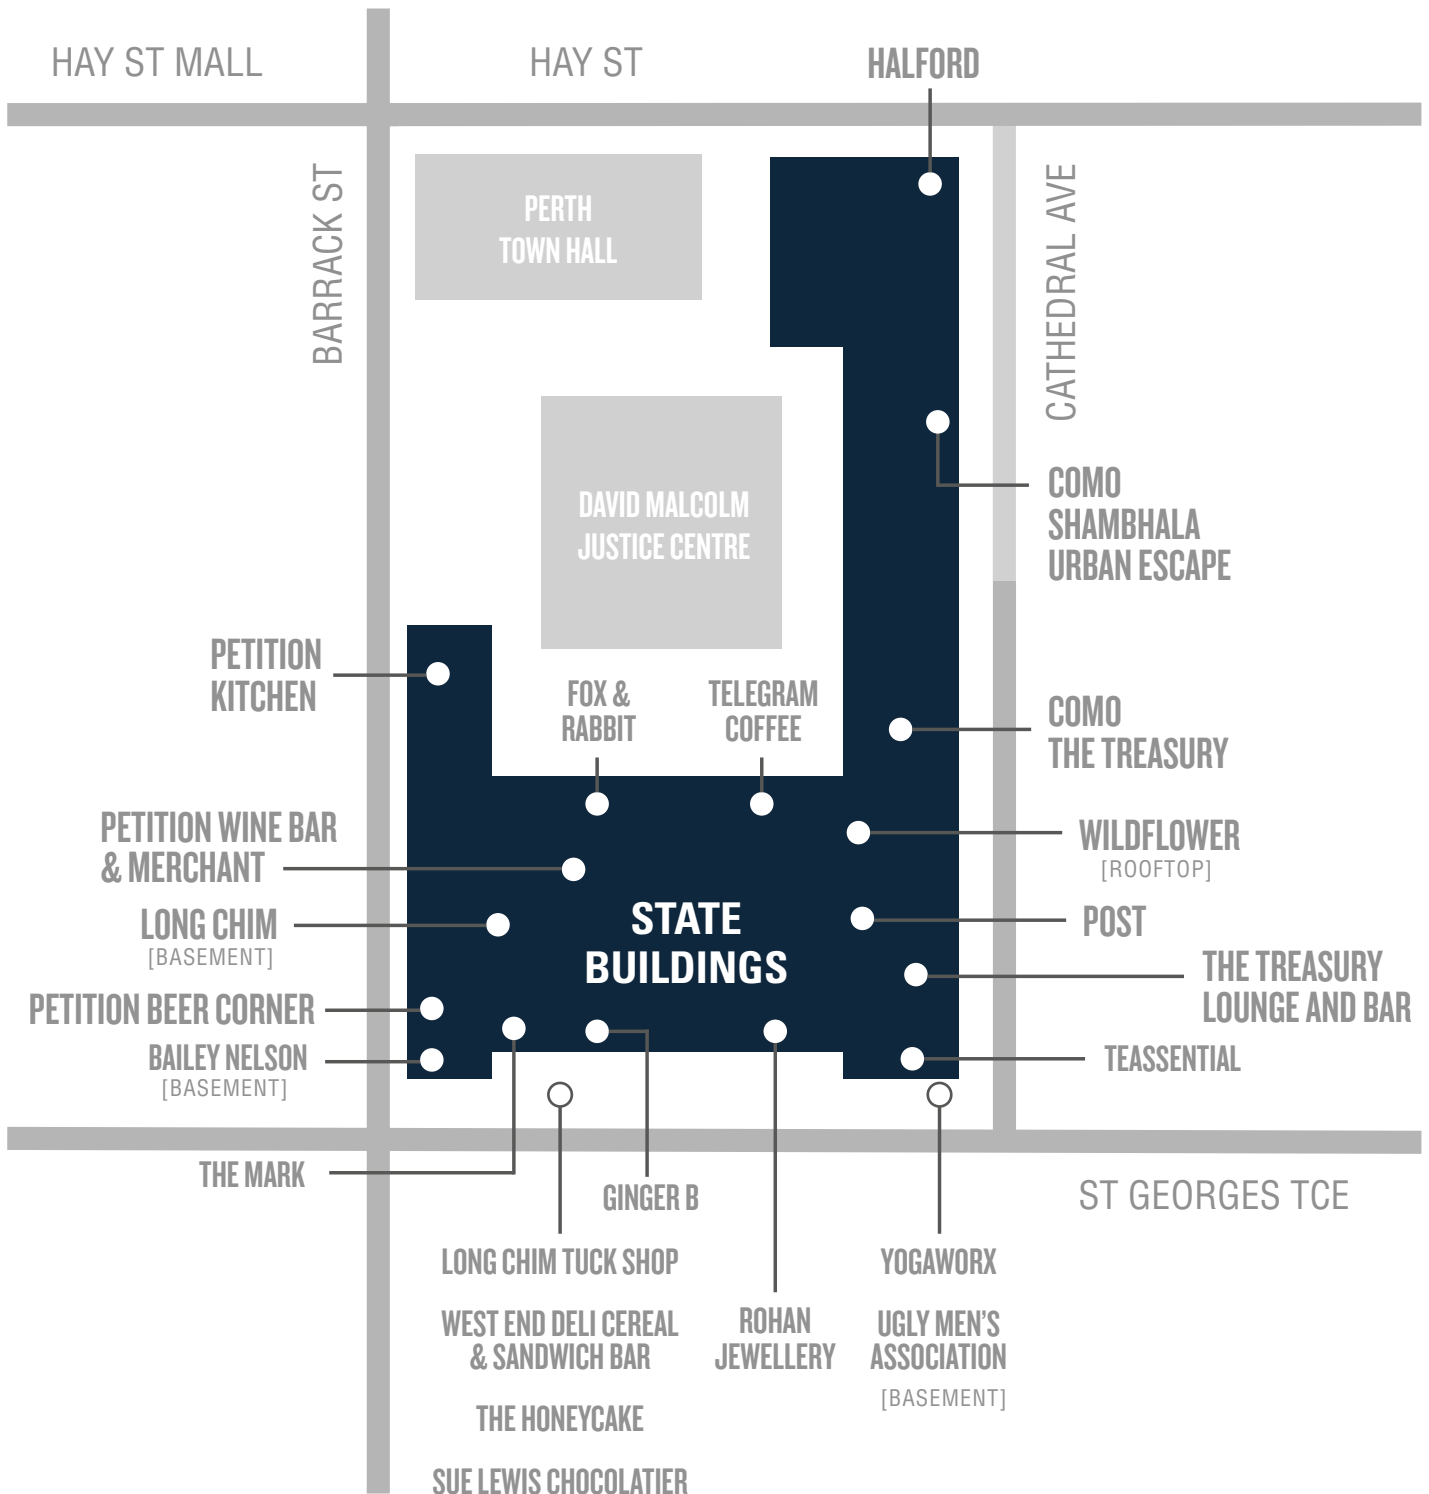 HAY ST MALL
HAY ST
HALFORD
BARRACK ST
PERTH
TOWN HALL
CATHEDRAL AVE
DAVID MALCOLM
JUSTICE CENTRE
COMO
SHAMBHALA
URBAN ESCAPE
PETITION
KITCHEN
FOX &
RABBIT
TELEGRAM
COFFEE
COMO
THE TREASURY
PETITION WINE BAR
& MERCHANT
WILDFLOWER
[ROOFTOP]
LONG CHIM
[BASEMENT]
STATE
BUILDINGS
POST
THE TREASURY
LOUNGE AND BAR
PETITION BEER CORNER
BAILEY NELSON
[BASEMENT]
TEASSENTIAL
THE MARK
GINGER B
ST GEORGES TCE
LONG CHIM TUCK SHOP
WEST END DELI CEREAL
& SANDWICH BAR
THE HONEYCAKE
SUE LEWIS CHOCOLATIER
ROHAN
JEWELLERY
YOGAWORX
UGLY MEN'S
ASSOCIATION
[BASEMENT]